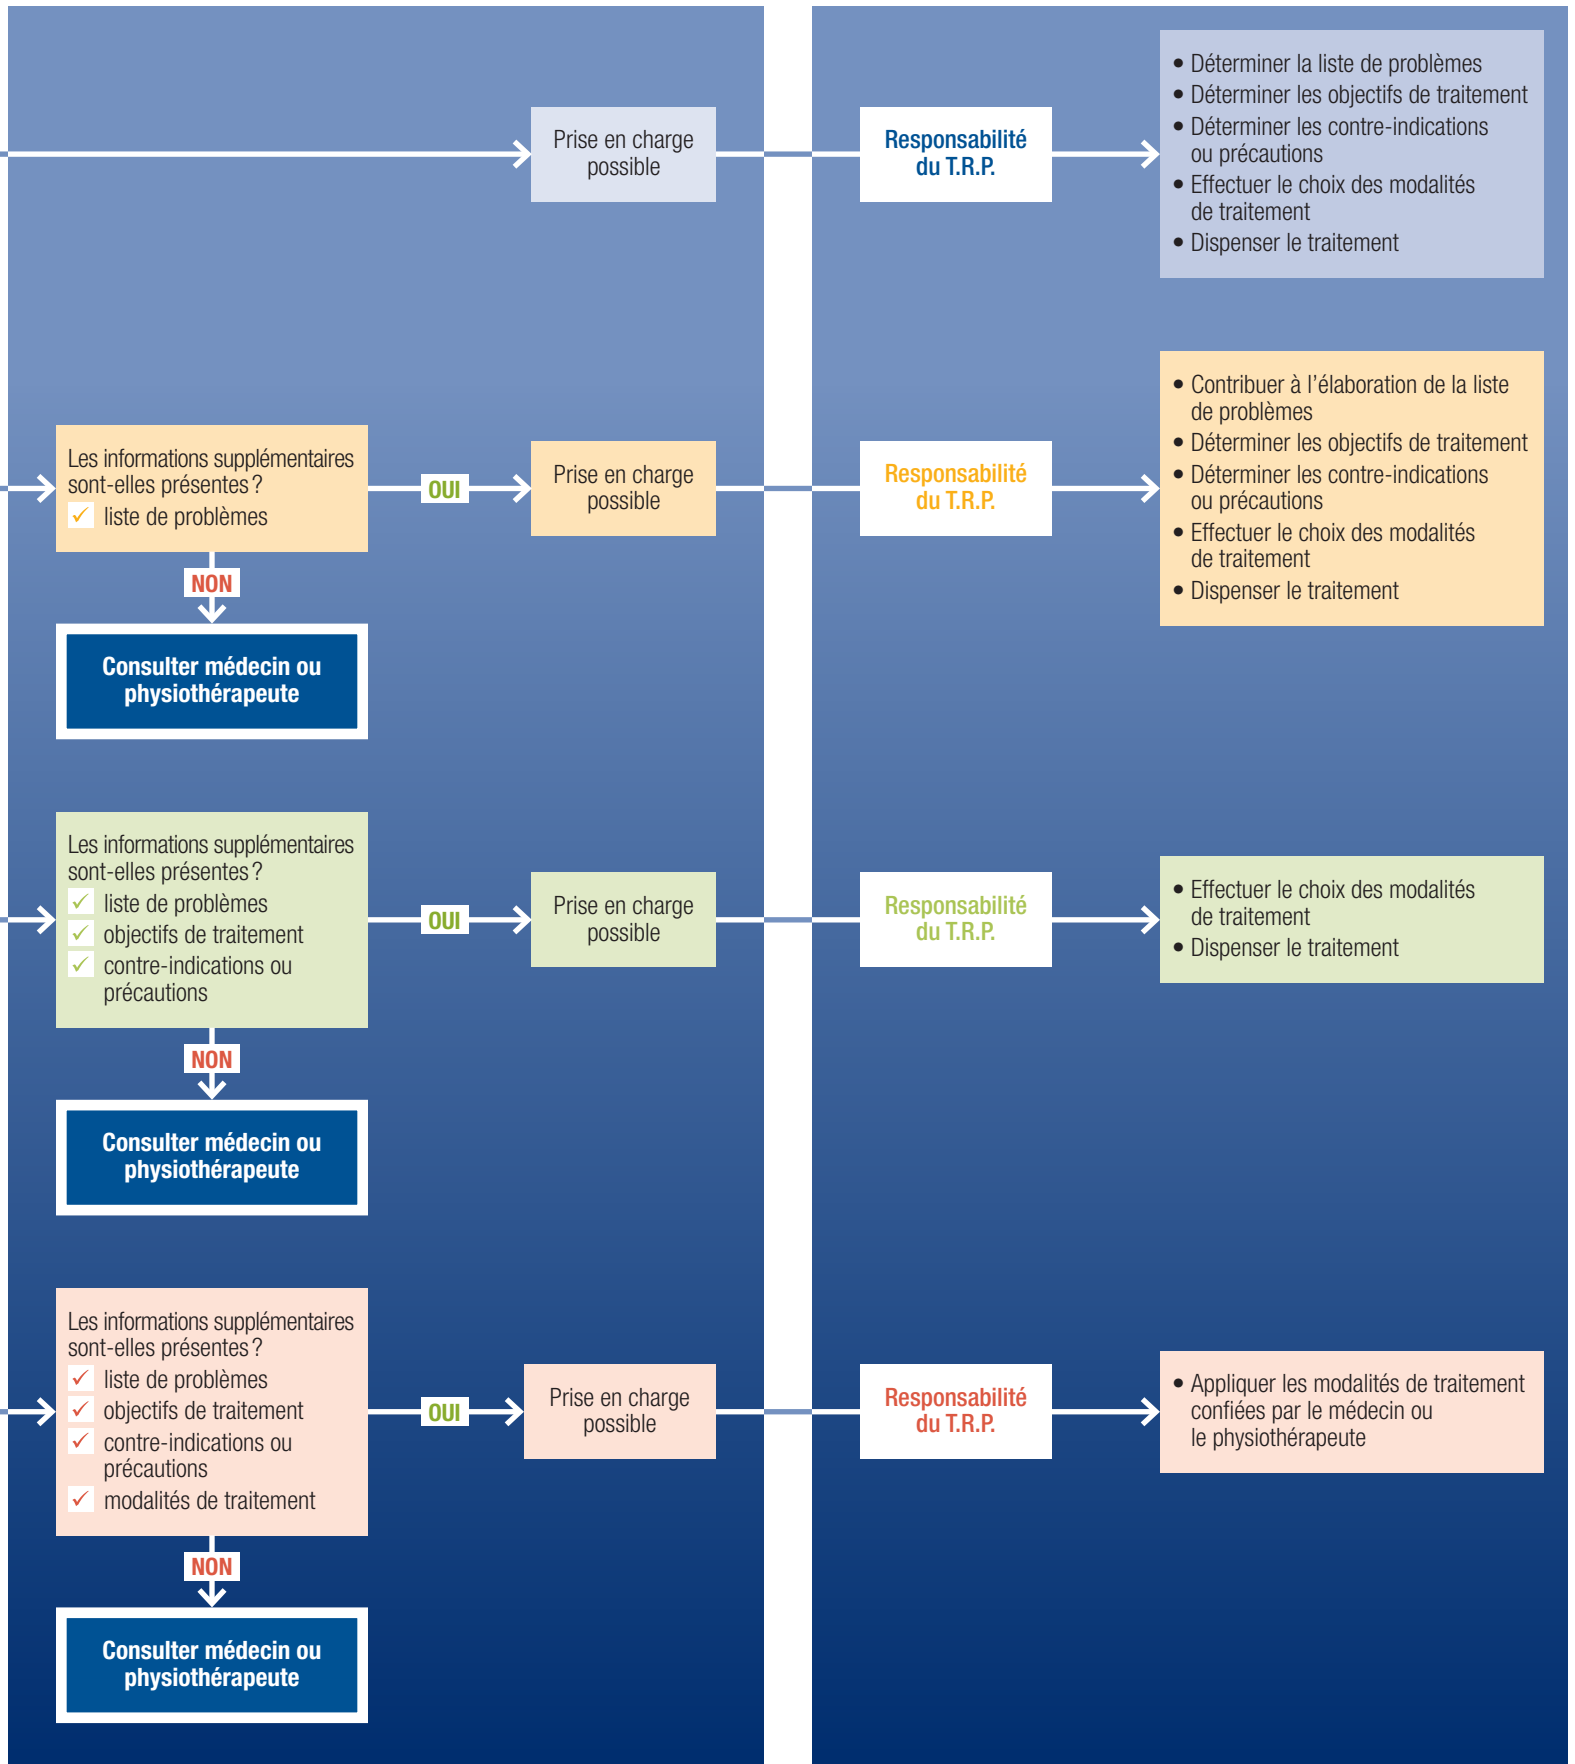 Prise en charge
possible
Responsabilité
du T.R.P.
• Déterminer la liste de problèmes
• Déterminer les objectifs de traitement
• Déterminer les contre-indications
ou précautions
• Effectuer le choix des modalités
de traitement
• Dispenser le traitement
Les informations supplémentaires
sont-elles présentes ?
✓ liste de problèmes
OUI
Prise en charge
possible
Responsabilité
du T.R.P.
• Contribuer à l'élaboration de la liste
de problèmes
• Déterminer les objectifs de traitement
• Déterminer les contre-indications
ou précautions
• Effectuer le choix des modalités
de traitement
• Dispenser le traitement
NON
Consulter médecin ou
physiothérapeute
Les informations supplémentaires
sont-elles présentes ?
✓ liste de problèmes
✓ objectifs de traitement
✓ contre-indications ou
précautions
OUI
Prise en charge
possible
Responsabilité
du T.R.P.
• Effectuer le choix des modalités
de traitement
• Dispenser le traitement
NON
Consulter médecin ou
physiothérapeute
Les informations supplémentaires
sont-elles présentes ?
✓ liste de problèmes
✓ objectifs de traitement
✓ contre-indications ou
précautions
✓ modalités de traitement
OUI
Prise en charge
possible
Responsabilité
du T.R.P.
• Appliquer les modalités de traitement
confiées par le médecin ou
le physiothérapeute
NON
Consulter médecin ou
physiothérapeute